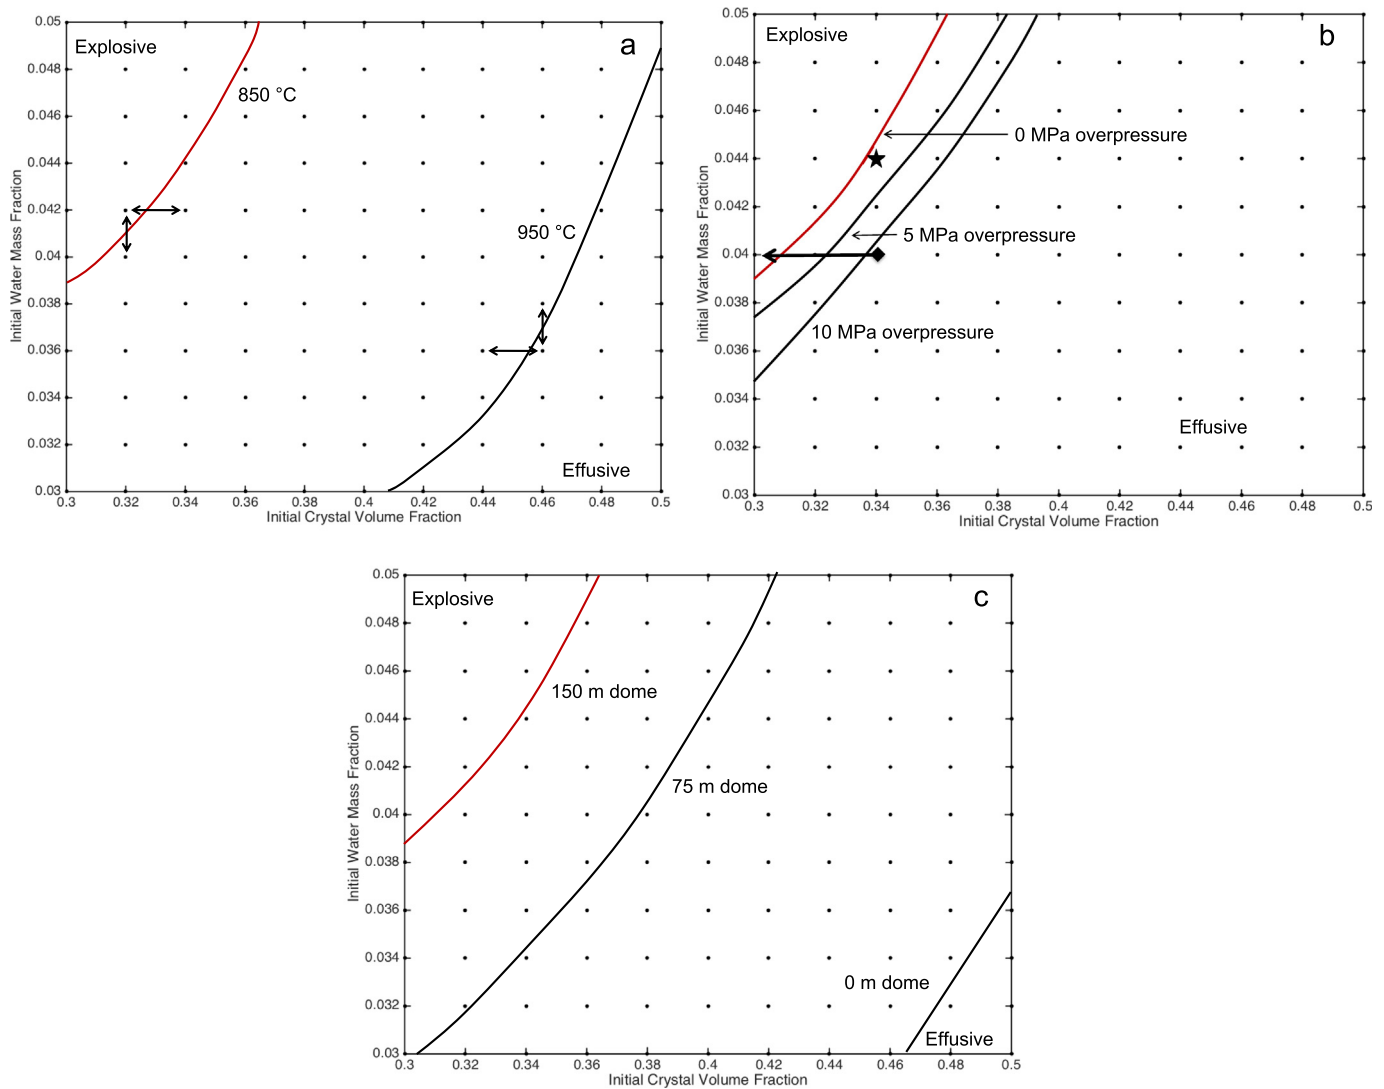 a
Explosive
850 °C
950 °C
Effusive
0.05
0.048
0.046
0.044
0.042
0.04
0.038
0.036
0.034
0.032
0.03
0.3 0.32 0.34 0.36 0.38 0.4 0.42 0.44 0.46 0.48 0.5
Initial Crystal Volume Fraction
Initial Water Mass Fraction
b
Explosive
0 MPa overpressure
5 MPa overpressure
10 MPa overpressure
Effusive
0.05
0.048
0.046
0.044
0.042
0.04
0.038
0.036
0.034
0.032
0.03
0.3 0.32 0.34 0.36 0.38 0.4 0.42 0.44 0.46 0.48 0.5
Initial Crystal Volume Fraction
Initial Water Mass Fraction
c
Explosive
150 m dome
75 m dome
0 m dome
Effusive
0.05
0.048
0.046
0.044
0.042
0.04
0.038
0.036
0.034
0.032
0.03
0.3 0.32 0.34 0.36 0.38 0.4 0.42 0.44 0.46 0.48 0.5
Initial Crystal Volume Fraction
Initial Water Mass Fraction